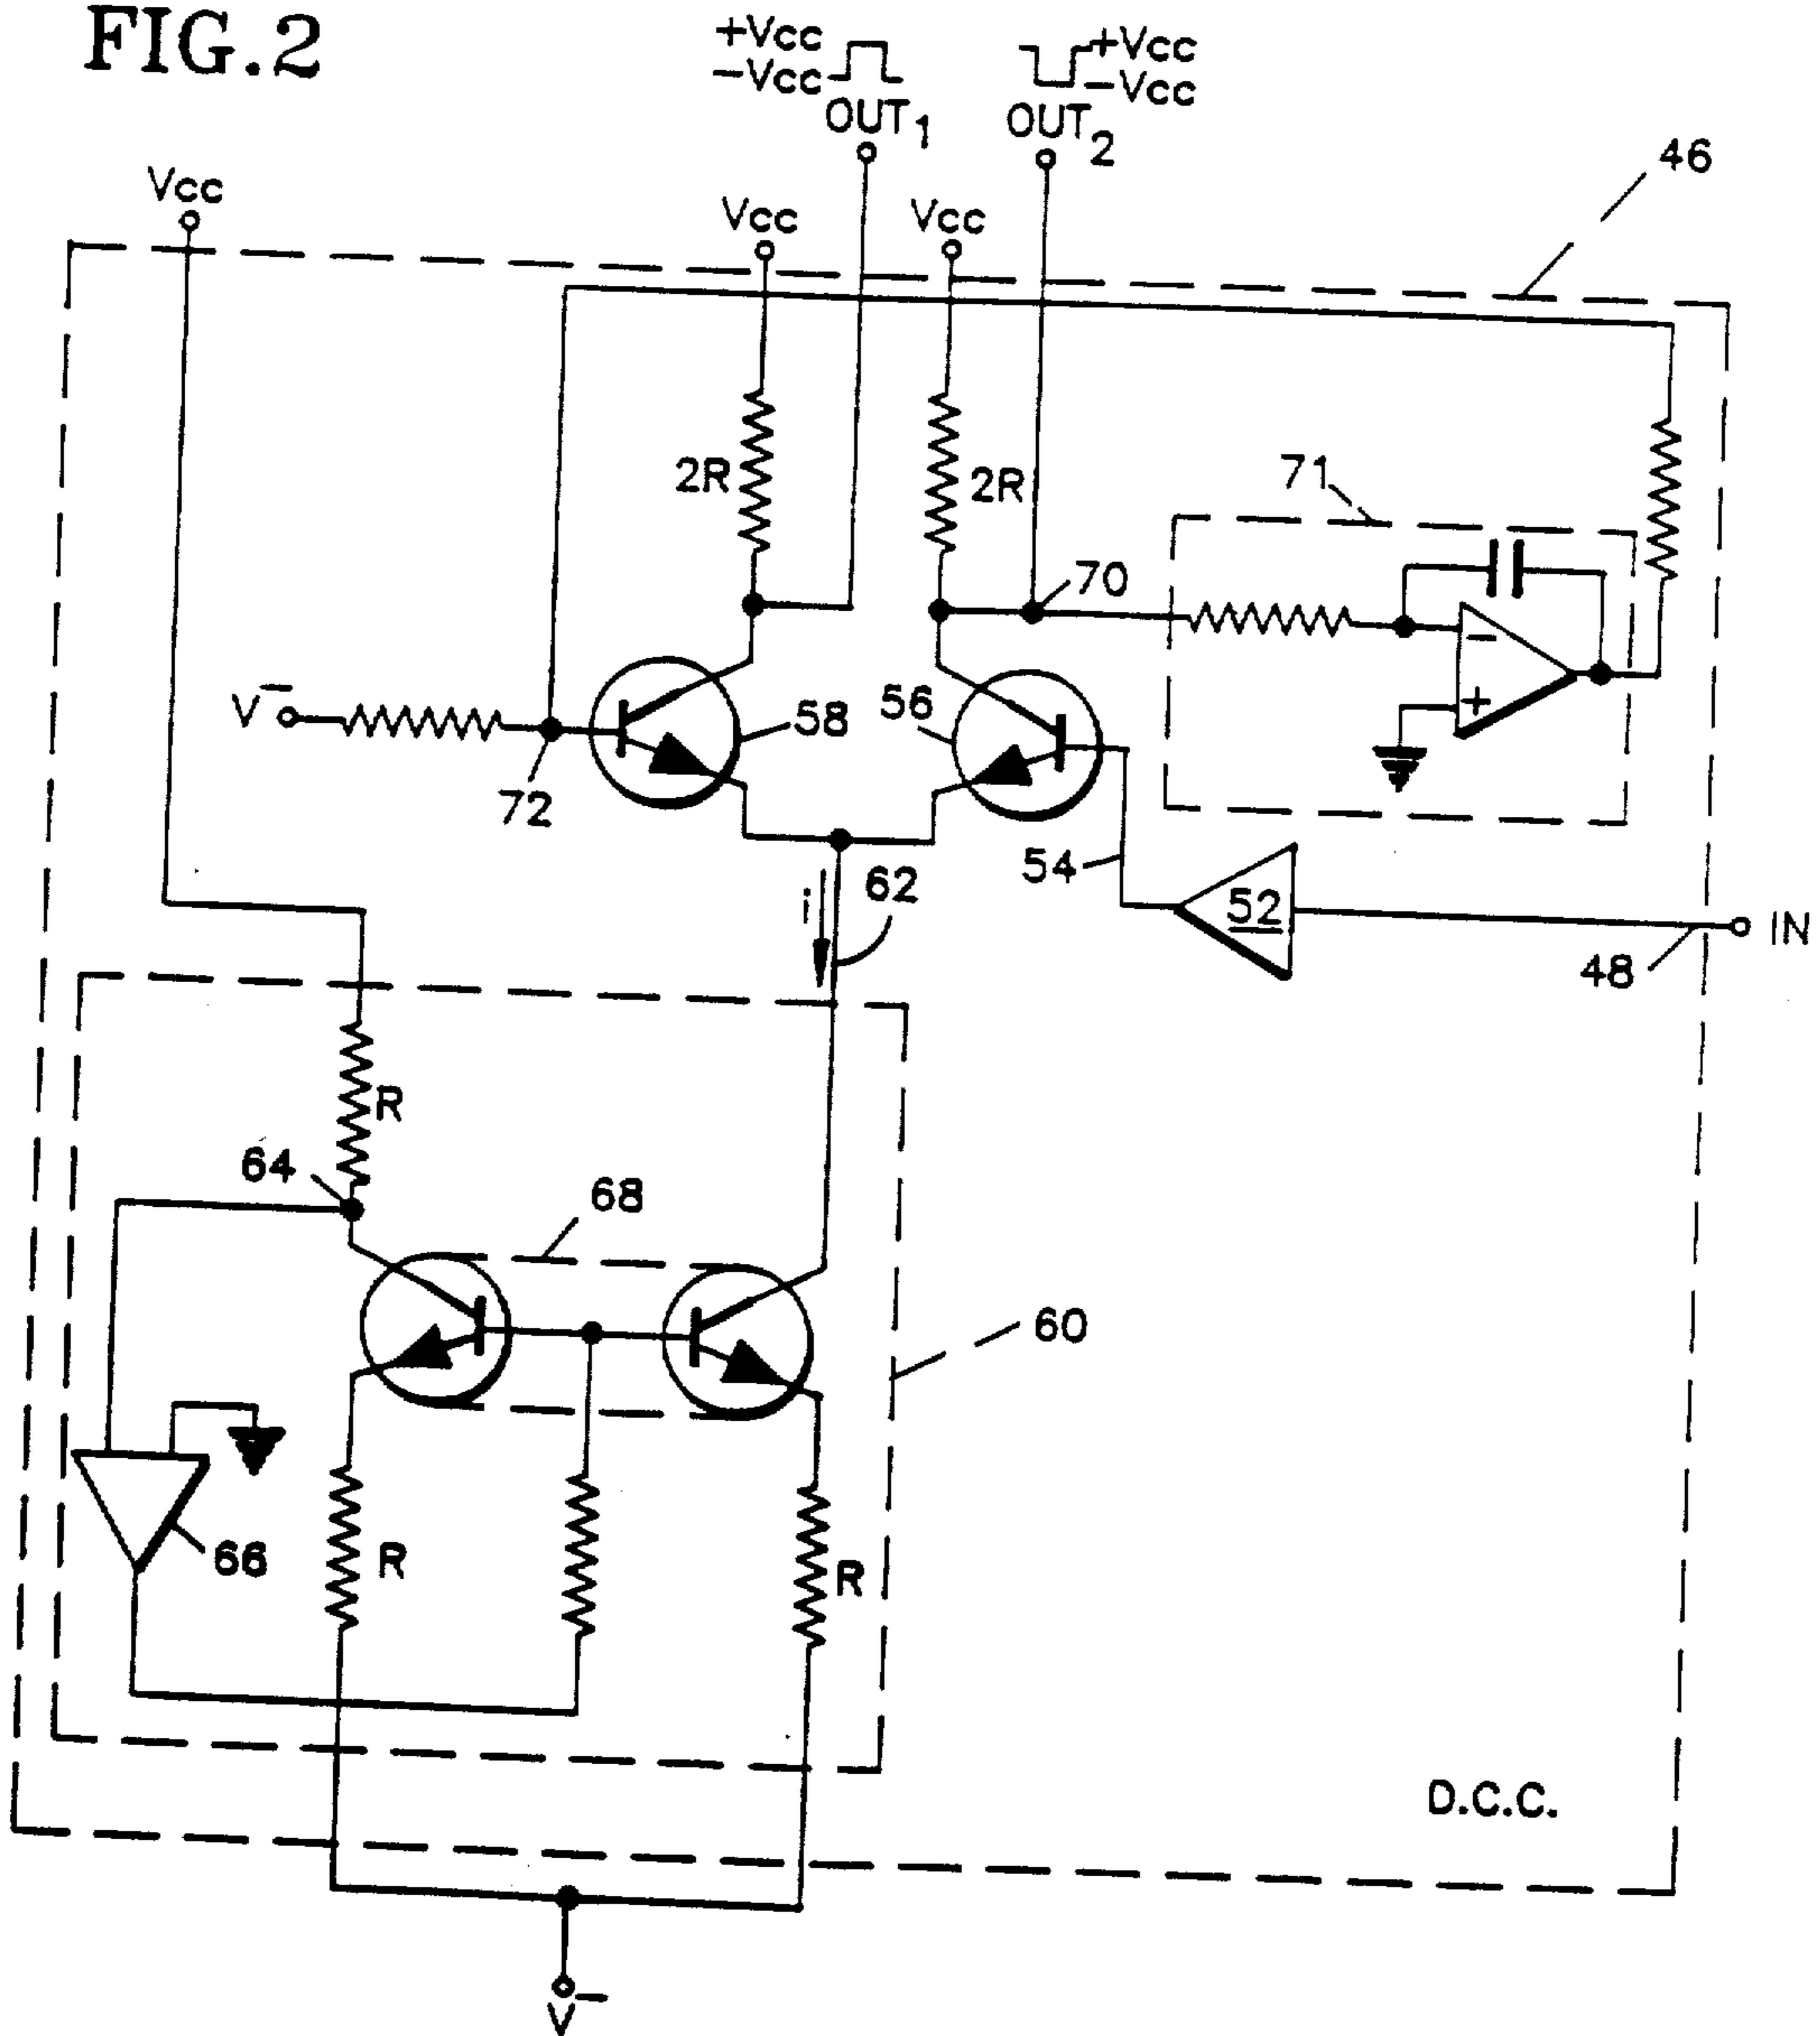 FIG.2
+Vcc
-Vcc
OUT1
+Vcc
-Vcc
OUT2
46
Vcc
Vcc
Vcc
2R
2R
71
70
V-
58
56
72
54
62
i
52
IN
48
R
64
68
60
66
R
R
-
+
D.C.C.
V-